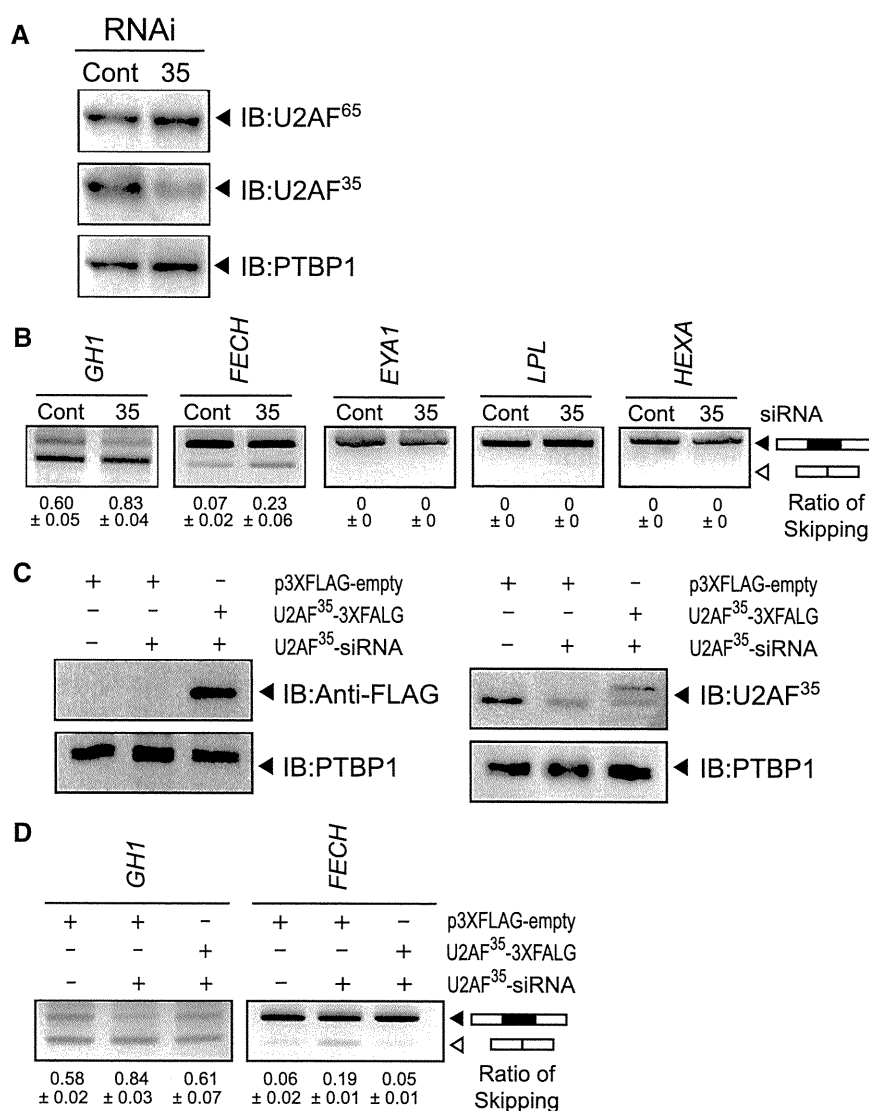 A
RNAi
Cont 35
IB:U2AF65
IB:U2AF35
IB:PTBP1
B
GH1 FECH EYA1 LPL HEXA
Cont 35 Cont 35 Cont 35 Cont 35 Cont 35 siRNA
0.60 0.83 0.07 0.23 0 0 0 0 0 0 Ratio of
± 0.05 ± 0.04 ± 0.02 ± 0.06 ± 0 ± 0 ± 0 ± 0 ± 0 ± 0 Skipping
C
+ + − p3XFLAG-empty + + − p3XFLAG-empty
− − + U2AF35-3XFALG − − + U2AF35-3XFALG
− + + U2AF35-siRNA − + + U2AF35-siRNA
IB:Anti-FLAG IB:U2AF35
IB:PTBP1 IB:PTBP1
D
GH1 FECH
+ + − + + − p3XFLAG-empty
− − + − − + U2AF35-3XFALG
− + + − + + U2AF35-siRNA
0.58 0.84 0.61 0.06 0.19 0.05 Ratio of
± 0.02 ± 0.03 ± 0.07 ± 0.02 ± 0.01 ± 0.01 Skipping